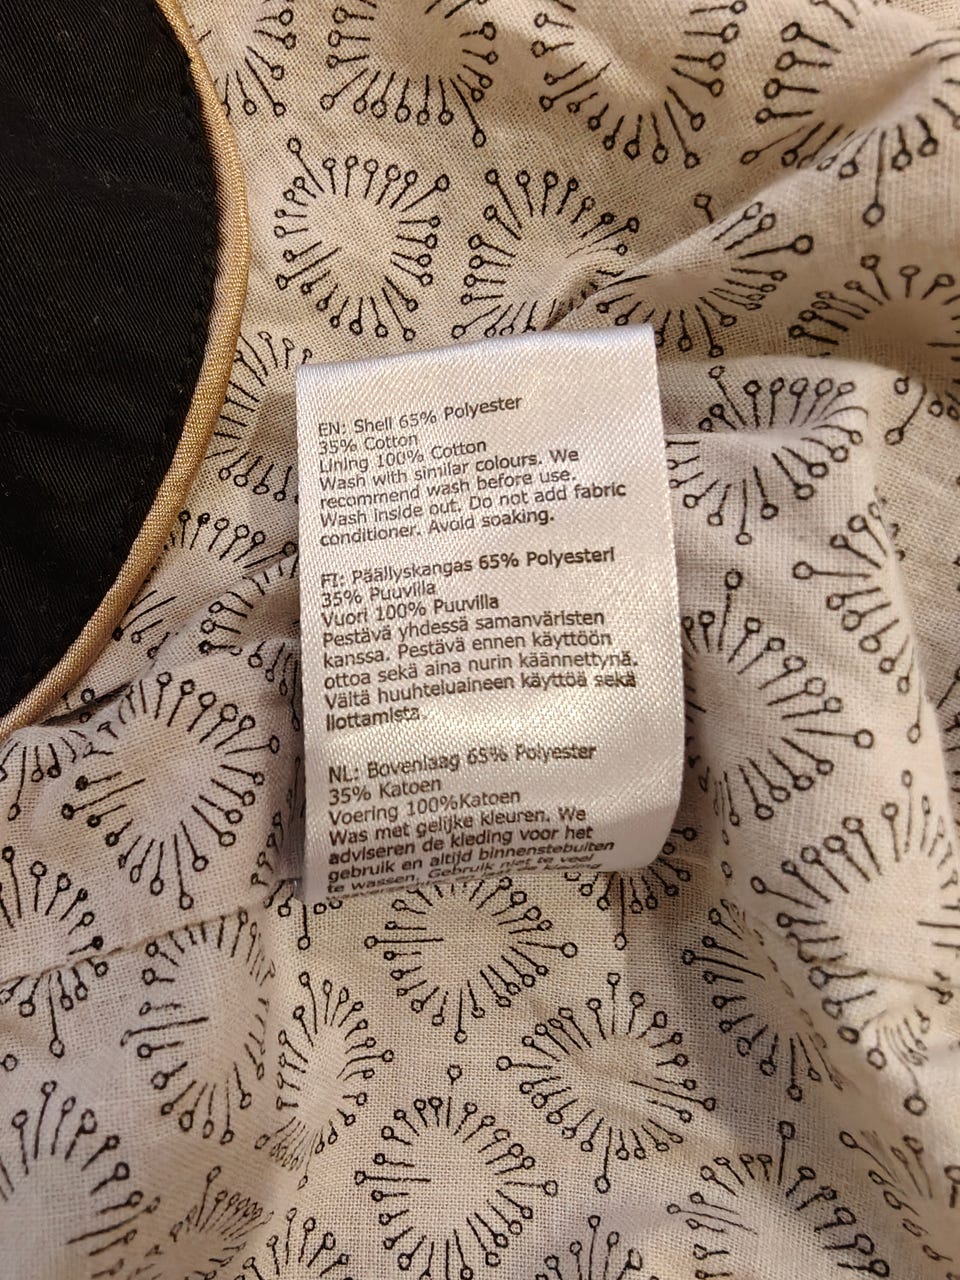 EN: Shell 65% Polyester
35% Cotton
Lining 100% Cotton
Wash with similar colours. We
recommend wash before use.
Wash inside out. Do not add fabric
conditioner. Avoid soaking.
FI: Päällyskangas 65% Polyesteri
35% Puuvilla
Vuori 100% Puuvilla
Pestävä yhdessä samanväristen
kanssa. Pestävä ennen käyttöön
ottoa sekä aina nurin käännettynä.
Vältä huuhteluaineen käyttöä sekä
liottamista.
NL: Bovenlaag 65% Polyester
35% Katoen
Voering 100%Katoen
Was met gelijke kleuren. We
adviseren de kleding voor het
gebruik en altijd binnenstebuiten
te wassen. Gebruik niet te veel